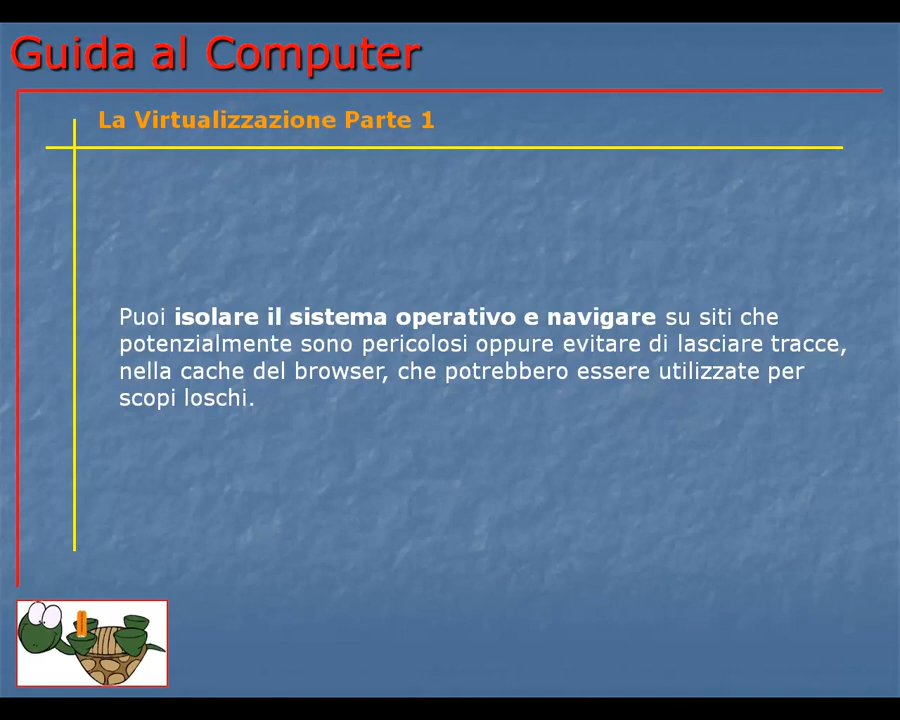 Guida al Computer
La Virtualizzazione Parte 1
Puoi isolare il sistema operativo e navigare su siti che
potenzialmente sono pericolosi oppure evitare di lasciare tracce,
nella cache del browser, che potrebbero essere utilizzate per
scopi loschi.